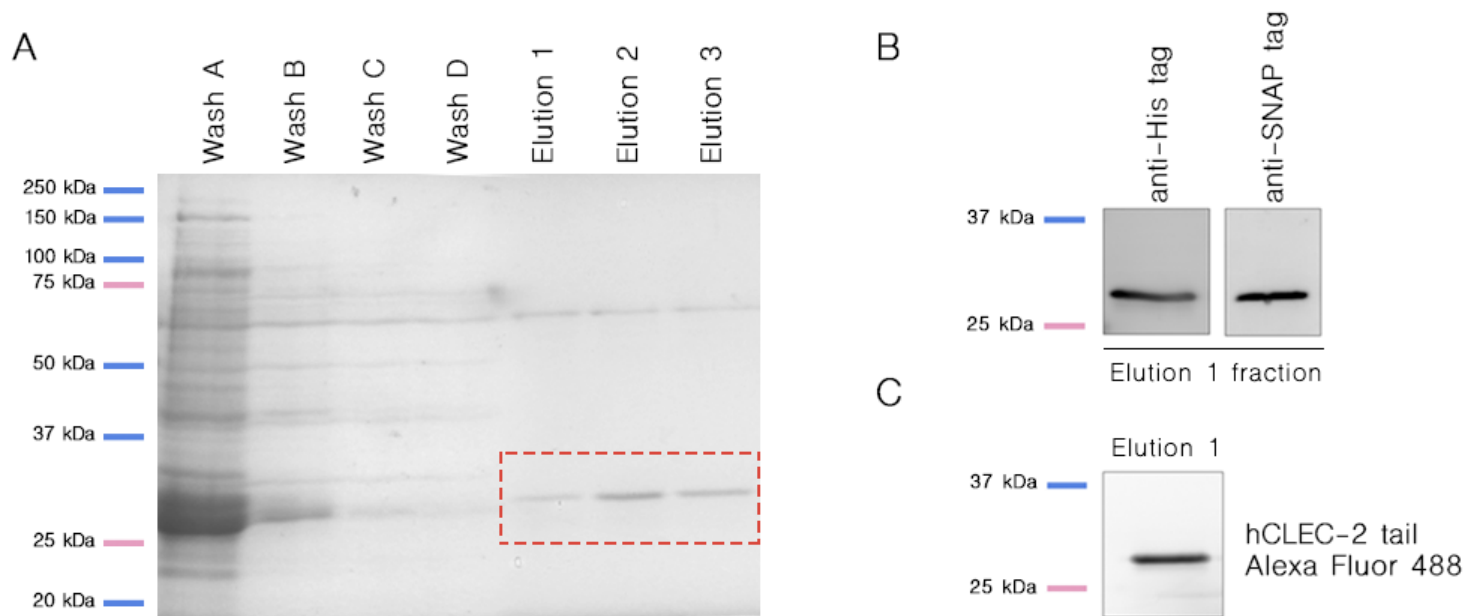 A
Wash A
Wash B
Wash C
Wash D
Elution 1
Elution 2
Elution 3
250 kDa
150 kDa
100 kDa
75 kDa
50 kDa
37 kDa
25 kDa
20 kDa
B
anti-His tag
anti-SNAP tag
37 kDa
25 kDa
Elution 1 fraction
C
Elution 1
37 kDa
25 kDa
hCLEC-2 tail
Alexa Fluor 488